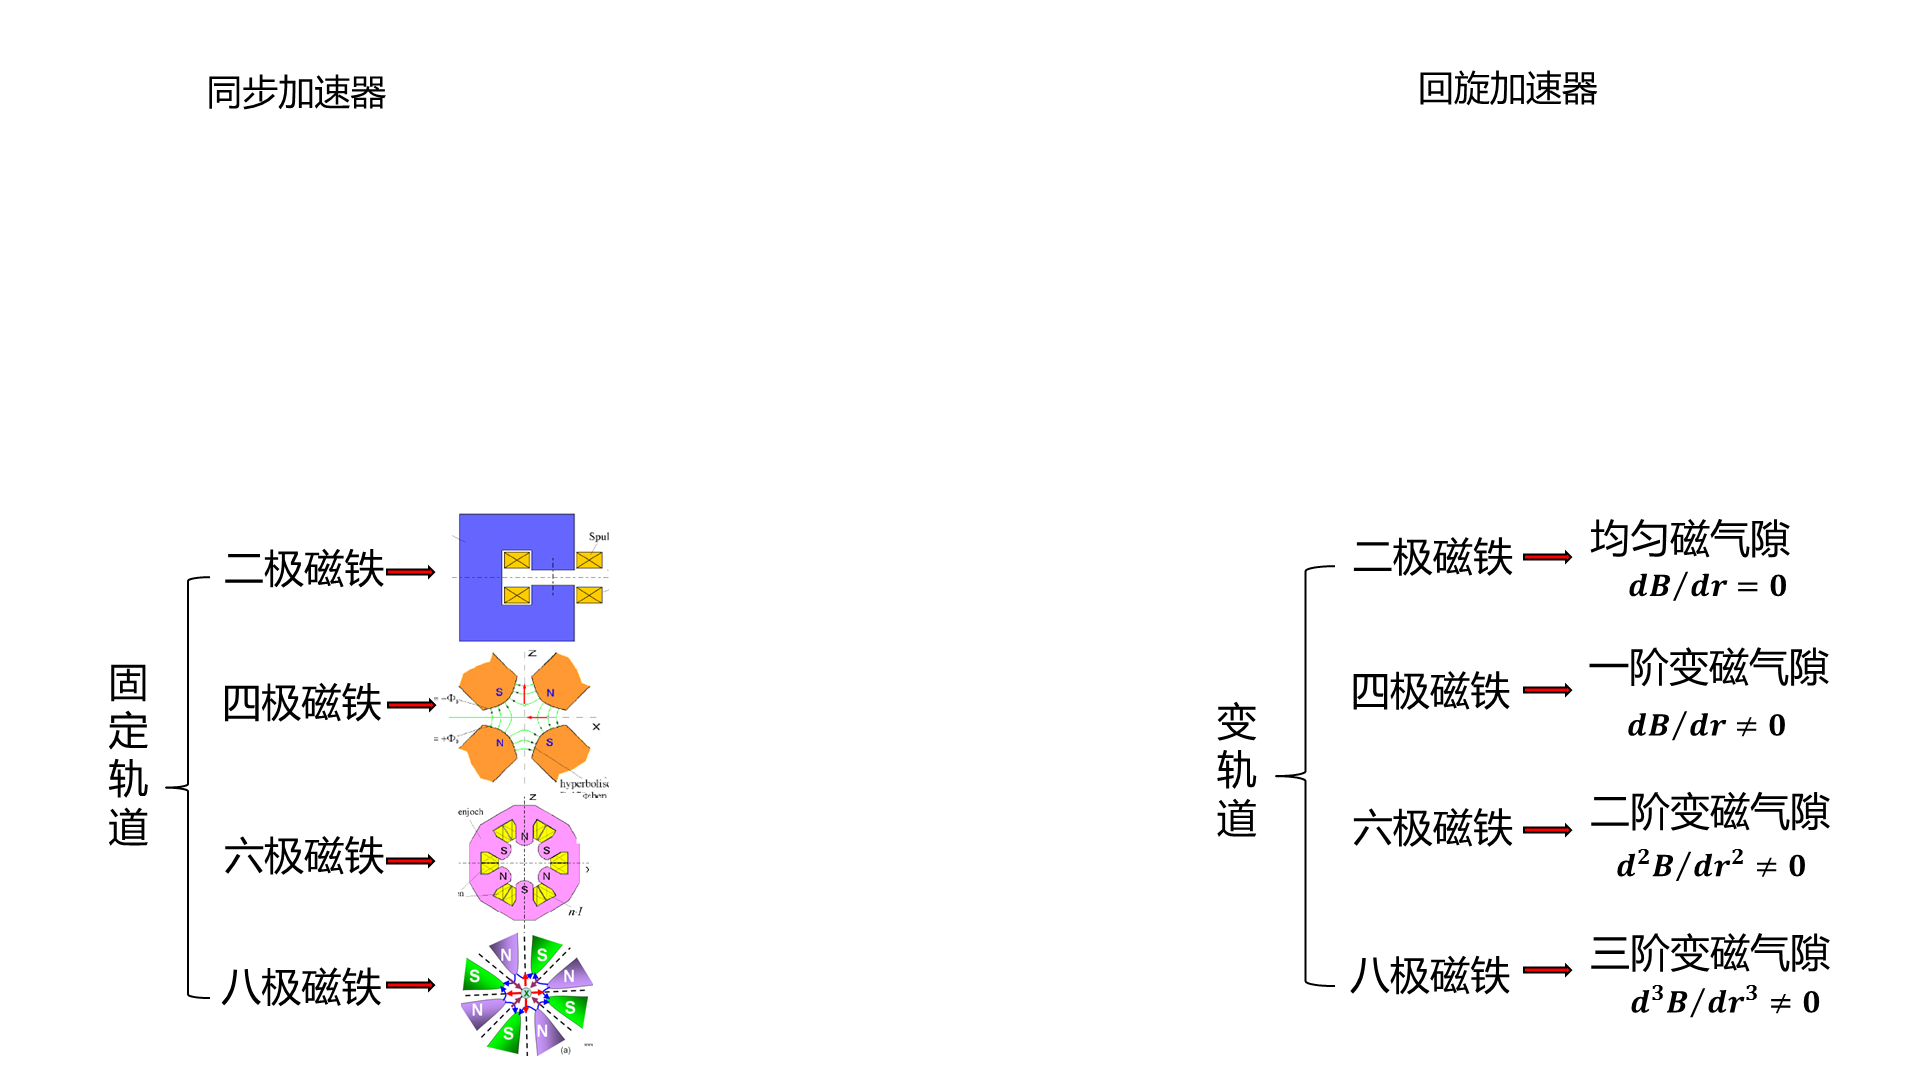 同步加速器
回旋加速器
固定轨道
二极磁铁
Spul
四极磁铁
Z
S N
N S
X
hyperbolis
六极磁铁
z
enjoch
N
S S
N N
S
n·I
八极磁铁
N S
S N
N S
S N
X
(a)
变轨道
二极磁铁
均匀磁气隙
dB/dr = 0
四极磁铁
一阶变磁气隙
dB/dr ≠ 0
六极磁铁
二阶变磁气隙
d²B/dr² ≠ 0
八极磁铁
三阶变磁气隙
d³B/dr³ ≠ 0